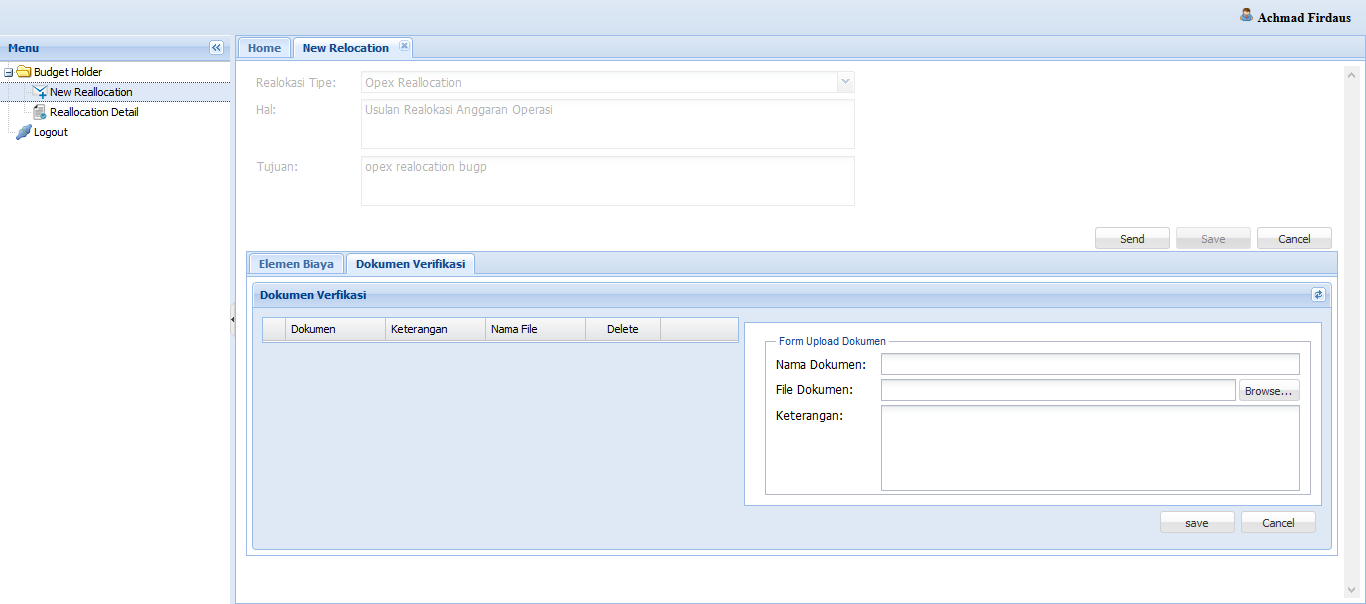 Achmad Firdaus
Menu
Home
New Relocation
Budget Holder
New Reallocation
Reallocation Detail
Logout
Realokasi Tipe: Opex Reallocation
Hal: Usulan Realokasi Anggaran Operasi
Tujuan: opex realocation bugp
Send Save Cancel
Elemen Biaya Dokumen Verifikasi
Dokumen Verfikasi
Dokumen Keterangan Nama File Delete
Form Upload Dokumen
Nama Dokumen:
File Dokumen: Browse...
Keterangan:
save Cancel